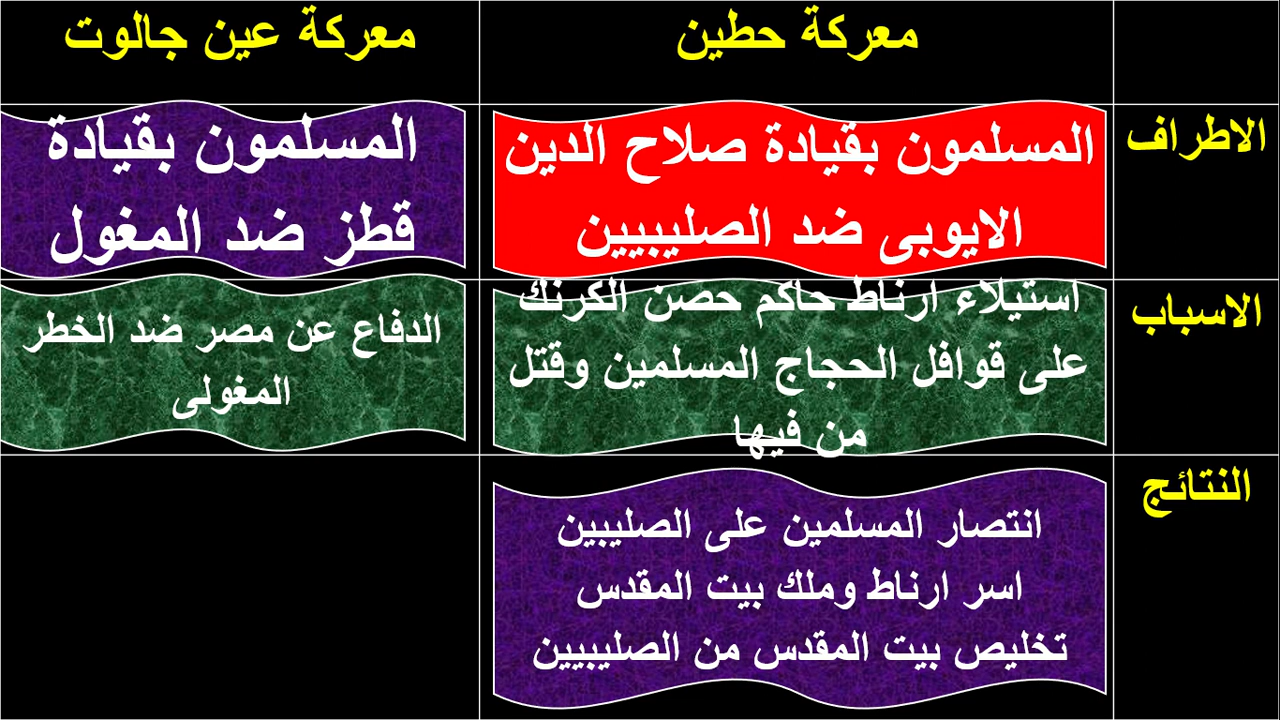 معركة حطين
معركة عين جالوت
الاطراف
المسلمون بقيادة صلاح الدين
الايوبى ضد الصليبيين
المسلمون بقيادة
قطز ضد المغول
الاسباب
استيلاء ارناط حاكم حصن الكرنك
على قوافل الحجاج المسلمين وقتل
من فيها
الدفاع عن مصر ضد الخطر
المغولى
النتائج
انتصار المسلمين على الصليبين
اسر ارناط وملك بيت المقدس
تخليص بيت المقدس من الصليبيين